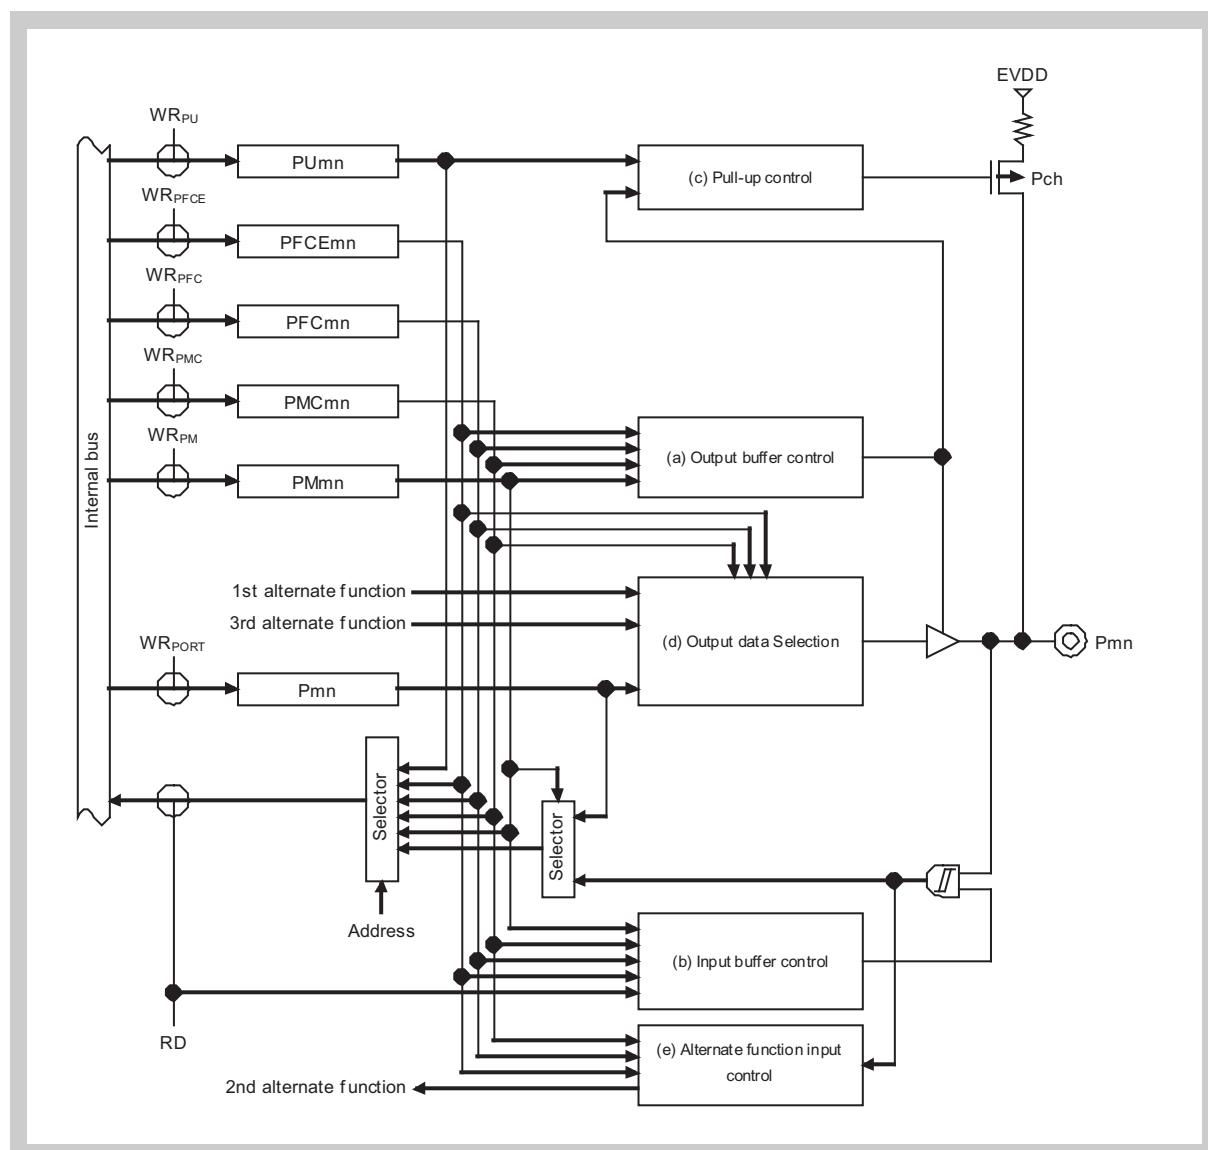 EVDD
WRPU
PUmn
(c) Pull-up control
Pch
WRPFCE
PFCEmn
WRPFC
PFCmn
WRPMC
PMCmn
WRPM
PMmn
(a) Output buffer control
Internal bus
1st alternate function
3rd alternate function
(d) Output data Selection
Pmn
WRPORT
Pmn
Selector
Selector
Address
(b) Input buffer control
RD
(e) Alternate function input
control
2nd alternate function